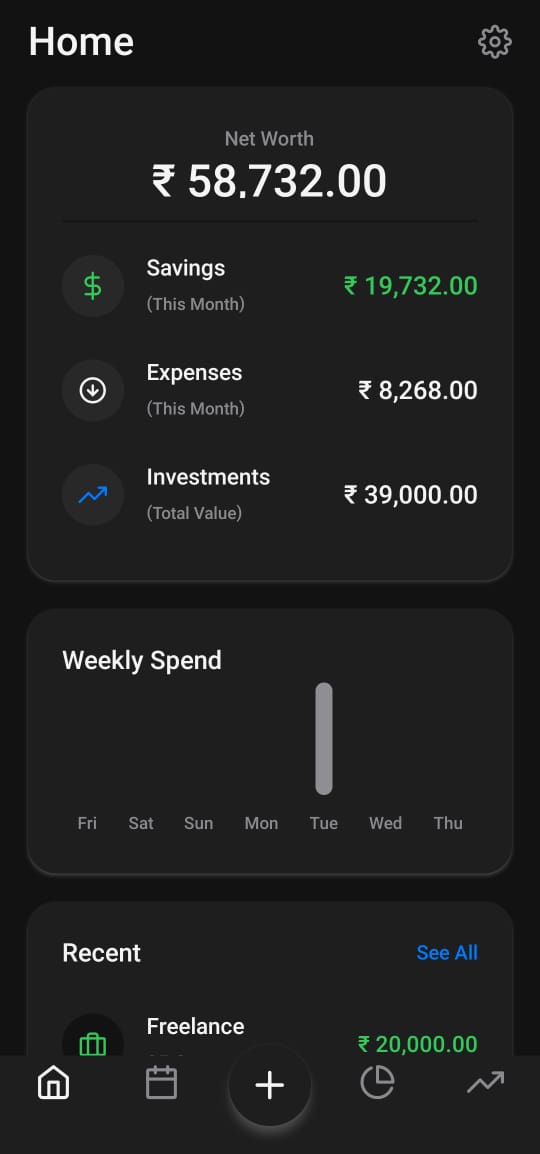 Home
Net Worth
₹ 58,732.00
Savings
₹ 19,732.00
(This Month)
Expenses
₹ 8,268.00
(This Month)
Investments
₹ 39,000.00
(Total Value)
Weekly Spend
Fri Sat Sun Mon Tue Wed Thu
Recent
See All
Freelance
₹ 20,000.00